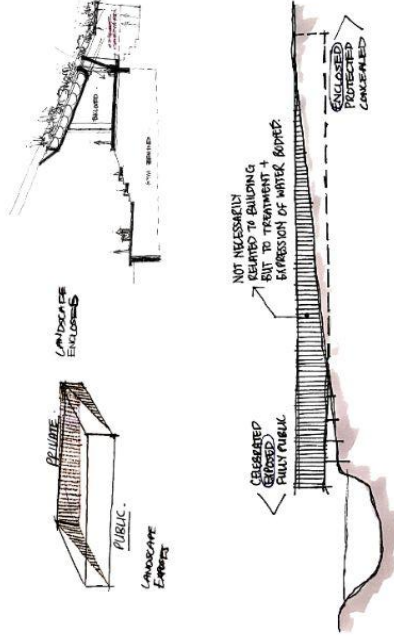 PRIVATE.
PUBLIC.
LANDSCAPE
EXPOSES
LANDSCAPE
ENCLOSES
CELEBRATED
EXPOSED
FULLY PUBLIC
NOT NECESSARILY
RELATED TO BUILDING
BUT TO TREATMENT +
EXPRESSION OF WATER BODIES.
ENCLOSED
PROTECTED
CONCEALED